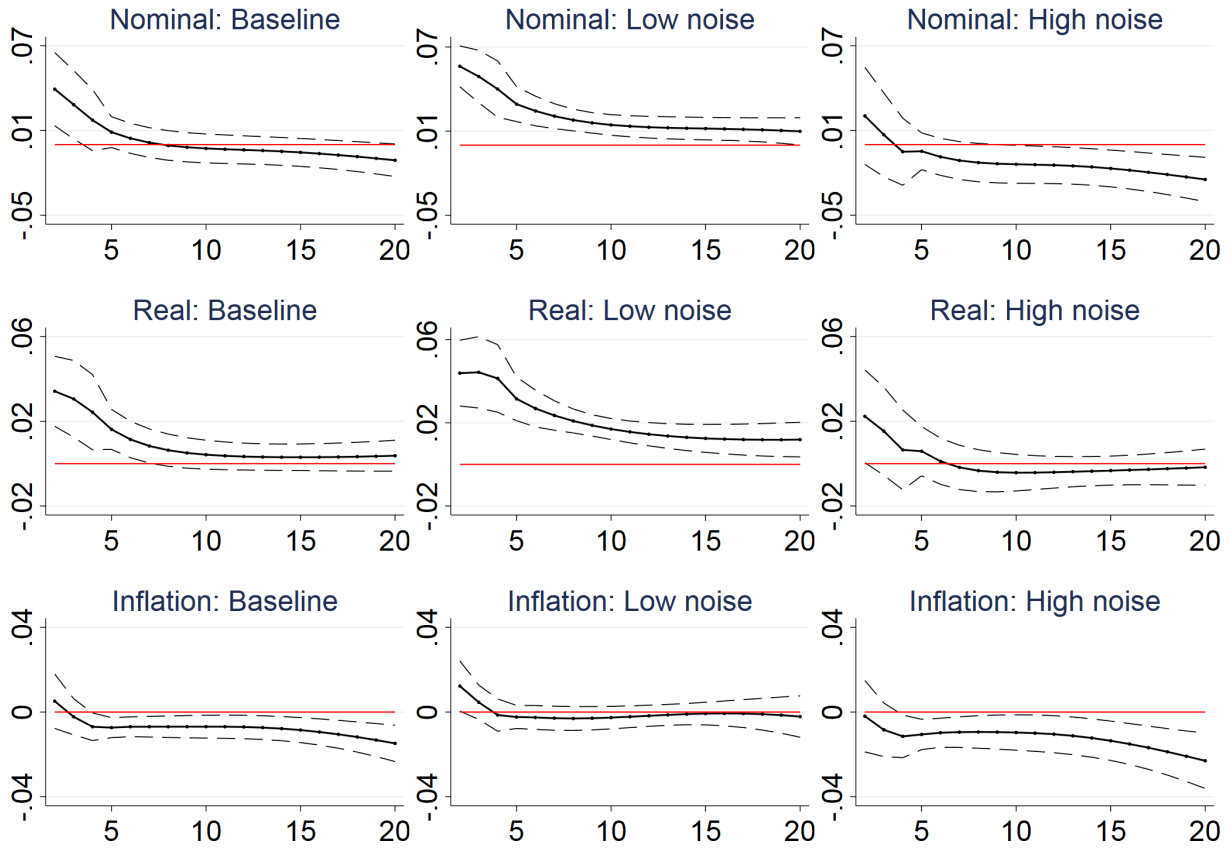 Nominal: Baseline
Nominal: Low noise
Nominal: High noise
.07
.01
-.05
5 10 15 20
.07
.01
-.05
5 10 15 20
.07
.01
-.05
5 10 15 20
Real: Baseline
Real: Low noise
Real: High noise
.06
.02
-.02
5 10 15 20
.06
.02
-.02
5 10 15 20
.06
.02
-.02
5 10 15 20
Inflation: Baseline
Inflation: Low noise
Inflation: High noise
.04
0
-.04
5 10 15 20
.04
0
-.04
5 10 15 20
.04
0
-.04
5 10 15 20